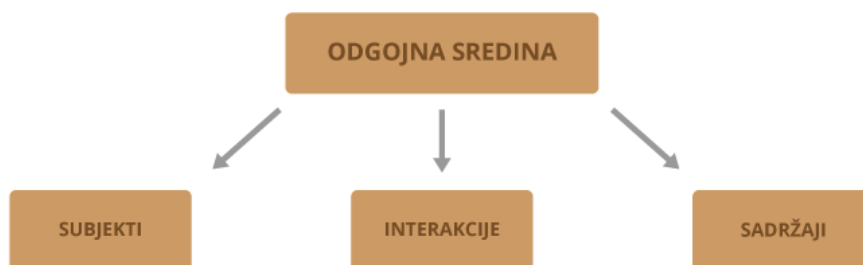 ODGOJNA SREDINA
SUBJEKTI
INTERAKCIJE
SADRŽAJI